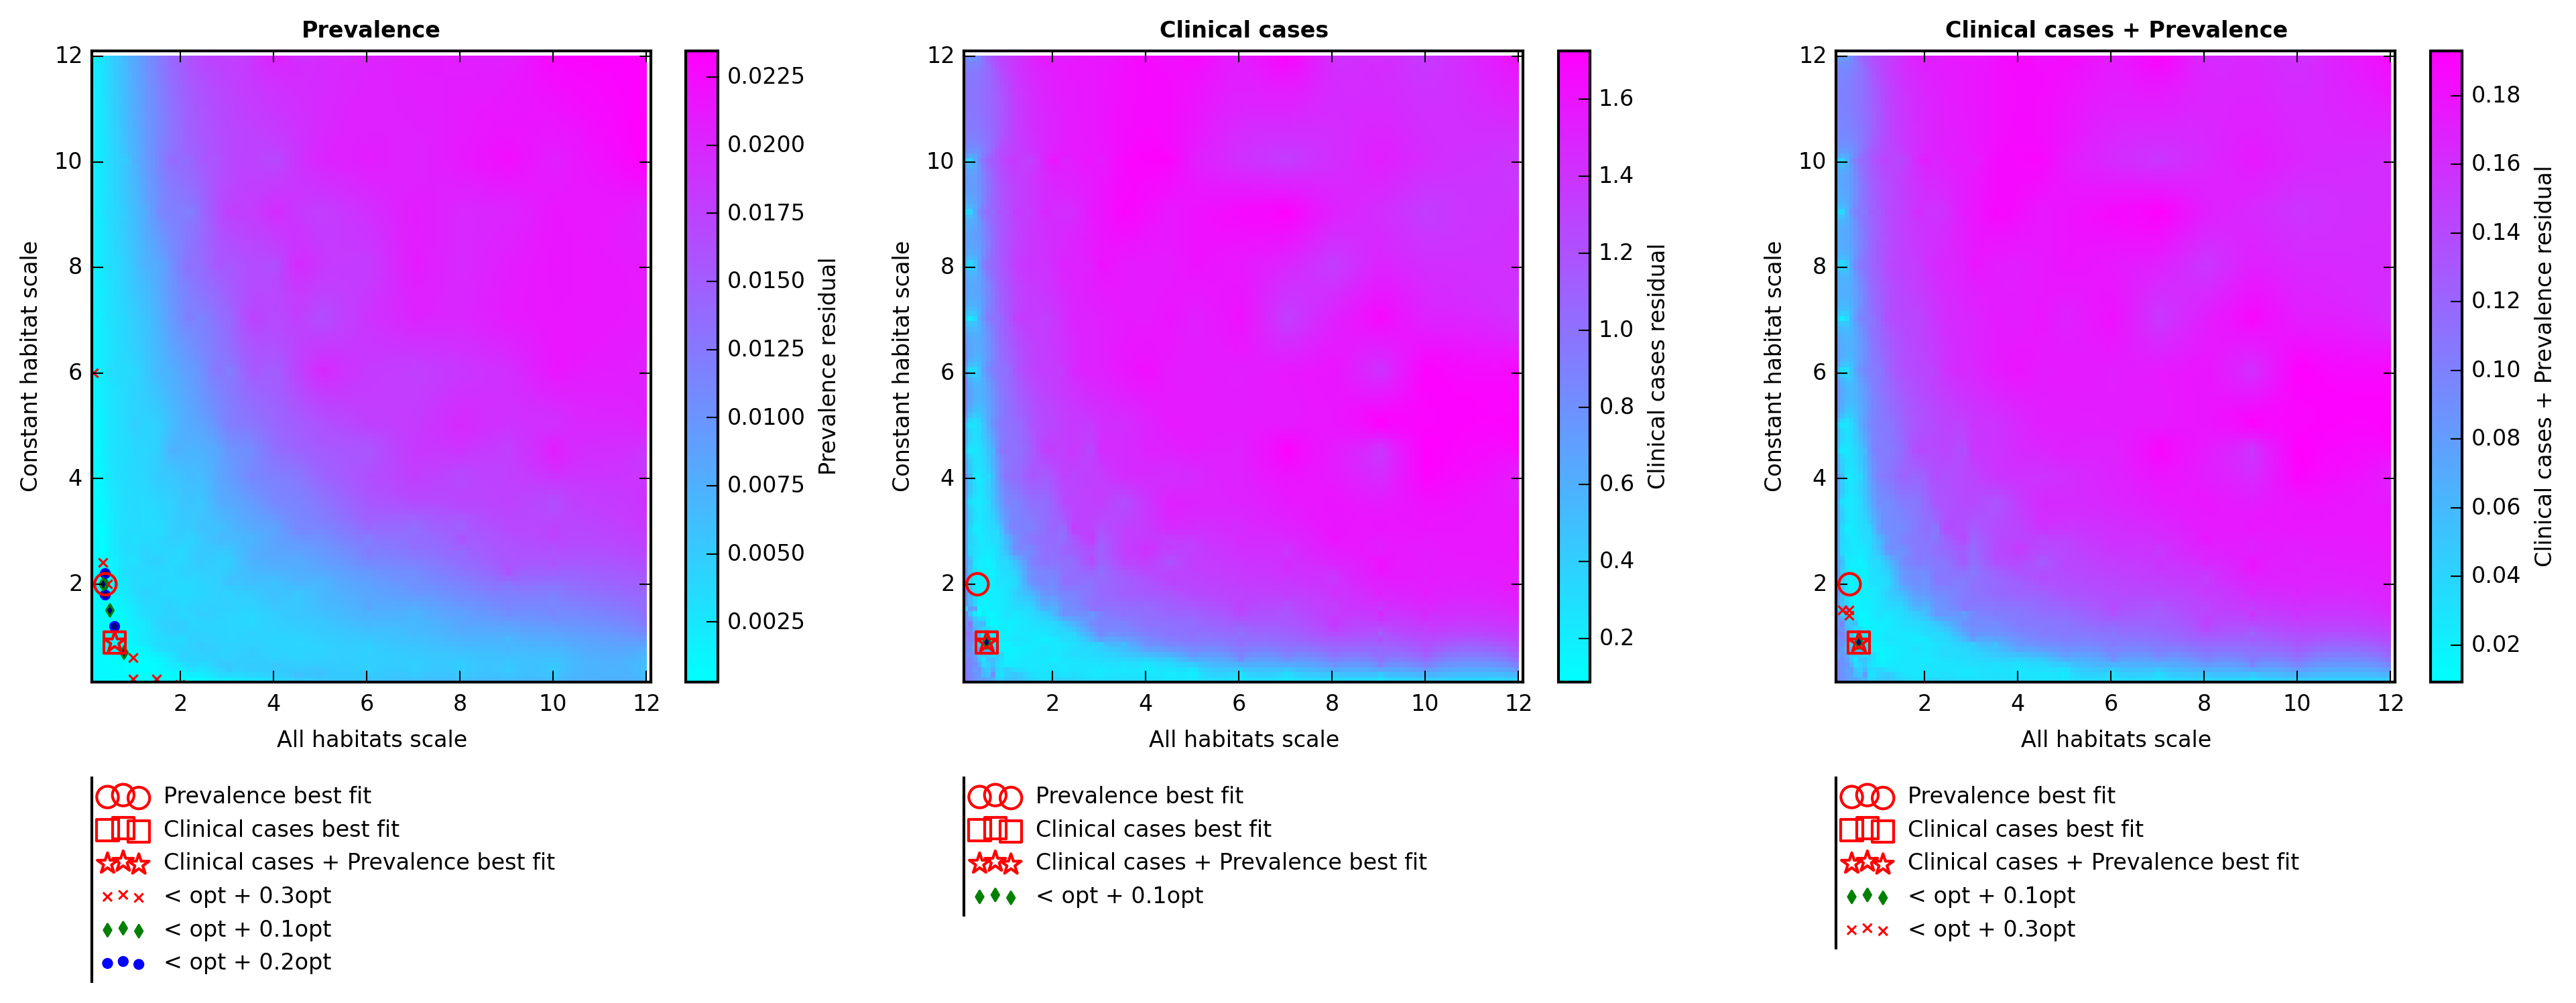 Prevalence
12
10
8
6
4
2
Constant habitat scale
2 4 6 8 10 12
All habitats scale
0.0225
0.0200
0.0175
0.0150
0.0125
0.0100
0.0075
0.0050
0.0025
Prevalence residual
Prevalence best fit
Clinical cases best fit
Clinical cases + Prevalence best fit
< opt + 0.3opt
< opt + 0.1opt
< opt + 0.2opt
Clinical cases
12
10
8
6
4
2
Constant habitat scale
2 4 6 8 10 12
All habitats scale
1.6
1.4
1.2
1.0
0.8
0.6
0.4
0.2
Clinical cases residual
Prevalence best fit
Clinical cases best fit
Clinical cases + Prevalence best fit
< opt + 0.1opt
Clinical cases + Prevalence
12
10
8
6
4
2
Constant habitat scale
2 4 6 8 10 12
All habitats scale
0.18
0.16
0.14
0.12
0.10
0.08
0.06
0.04
0.02
Clinical cases + Prevalence residual
Prevalence best fit
Clinical cases best fit
Clinical cases + Prevalence best fit
< opt + 0.1opt
< opt + 0.3opt